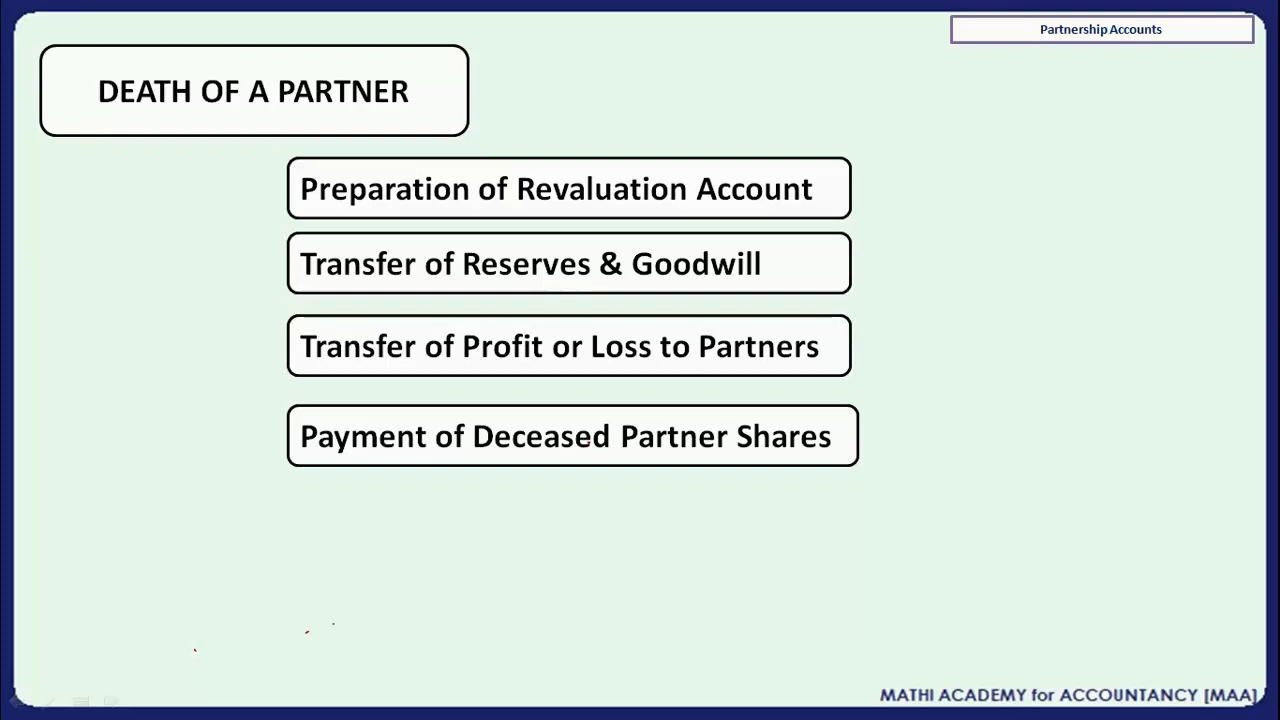 Partnership Accounts
DEATH OF A PARTNER
Preparation of Revaluation Account
Transfer of Reserves & Goodwill
Transfer of Profit or Loss to Partners
Payment of Deceased Partner Shares
MATHI ACADEMY for ACCOUNTANCY [MAA]